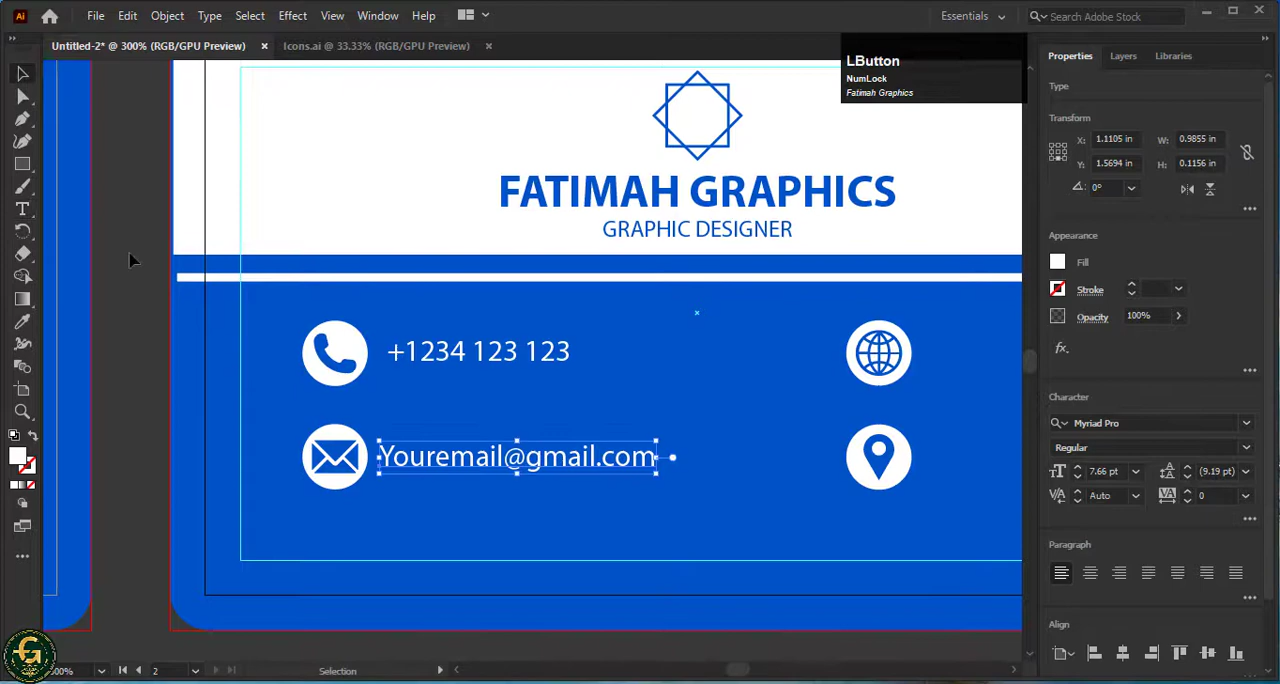 Ai File Edit Object Type Select Effect View Window Help Essentials Search Adobe Stock
Untitled-2* @ 300% (RGB/GPU Preview) × Icons.ai @ 33.33% (RGB/GPU Preview) ×
LButton
NumLock
Fatimah Graphics
Properties Layers Libraries
Type
Transform
X: 1.1105 in W: 0.9855 in
Y: 1.5694 in H: 0.1156 in
0°
Appearance
Fill
Stroke
Opacity 100%
fx.
Character
Myriad Pro
Regular
7.66 pt (9.19 pt)
Auto 0
Paragraph
Align
FATIMAH GRAPHICS
GRAPHIC DESIGNER
+1234 123 123
Youremail@gmail.com
2 Selection